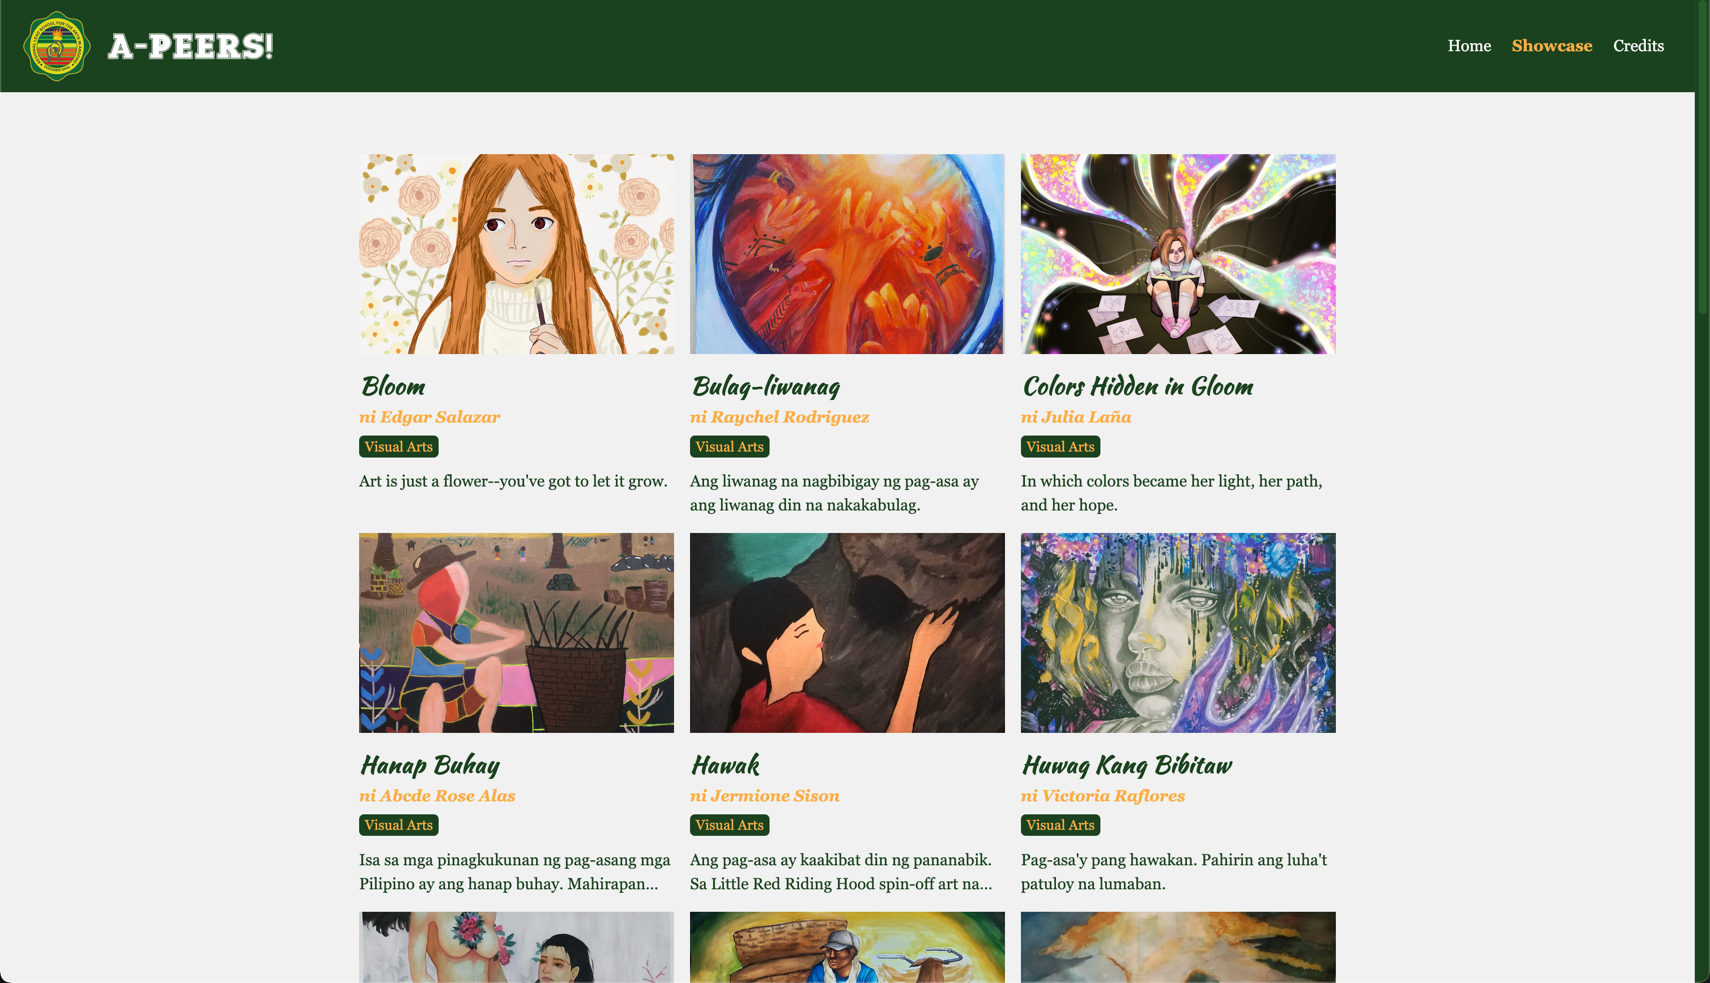 A-PEERS!
Home
Showcase
Credits
Bloom
ni Edgar Salazar
Visual Arts
Art is just a flower--you've got to let it grow.
Bulag-liwanag
ni Raychel Rodriguez
Visual Arts
Ang liwanag na nagbibigay ng pag-asa ay
ang liwanag din na nakakabulag.
Colors Hidden in Gloom
ni Julia Laña
Visual Arts
In which colors became her light, her path,
and her hope.
Hanap Buhay
ni Abcde Rose Alas
Visual Arts
Isa sa mga pinagkukunan ng pag-asang mga
Pilipino ay ang hanap buhay. Mahirapan...
Hawak
ni Jermione Sison
Visual Arts
Ang pag-asa ay kaakibat din ng pananabik.
Sa Little Red Riding Hood spin-off art na...
Huwag Kang Bibitaw
ni Victoria Raflores
Visual Arts
Pag-asa'y pang hawakan. Pahirin ang luha't
patuloy na lumaban.